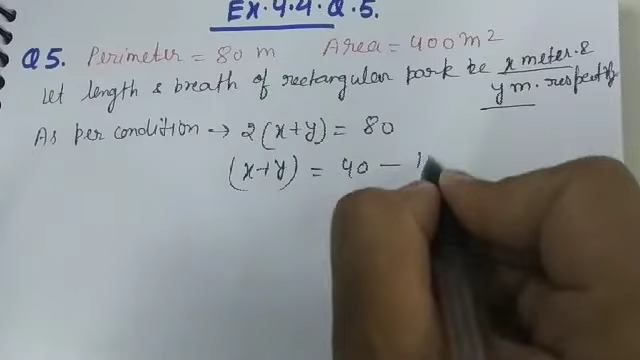 Ex.4.4.Q.5.
Q5. Perimeter = 80 m Area = 400 m²
Let length & breath of rectangular park be x meter &
y m. respectily
As per condition → 2(x+y) = 80
(x+y) = 40 — 1